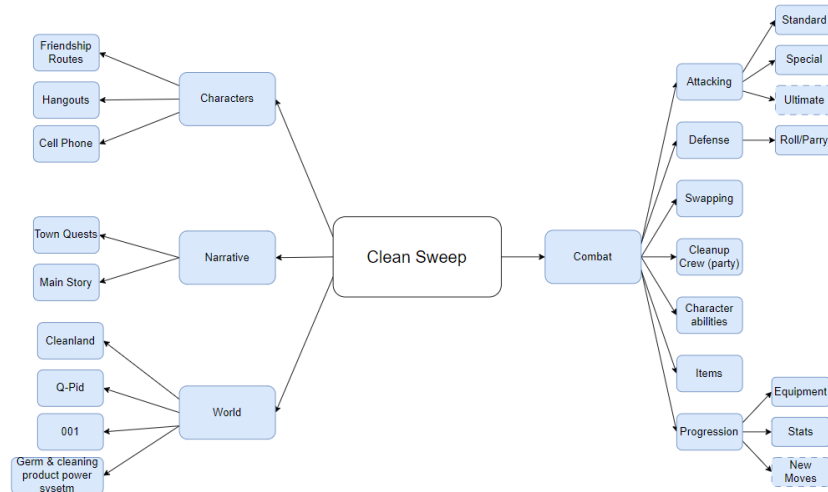 Clean Sweep
Characters
Friendship
Routes
Hangouts
Cell Phone
Narrative
Town Quests
Main Story
World
Cleanland
Q-Pid
001
Germ & cleaning
product power
sysetm
Combat
Attacking
Standard
Special
Ultimate
Defense
Roll/Parry
Swapping
Cleanup
Crew (party)
Character
abilities
Items
Progression
Equipment
Stats
New
Moves